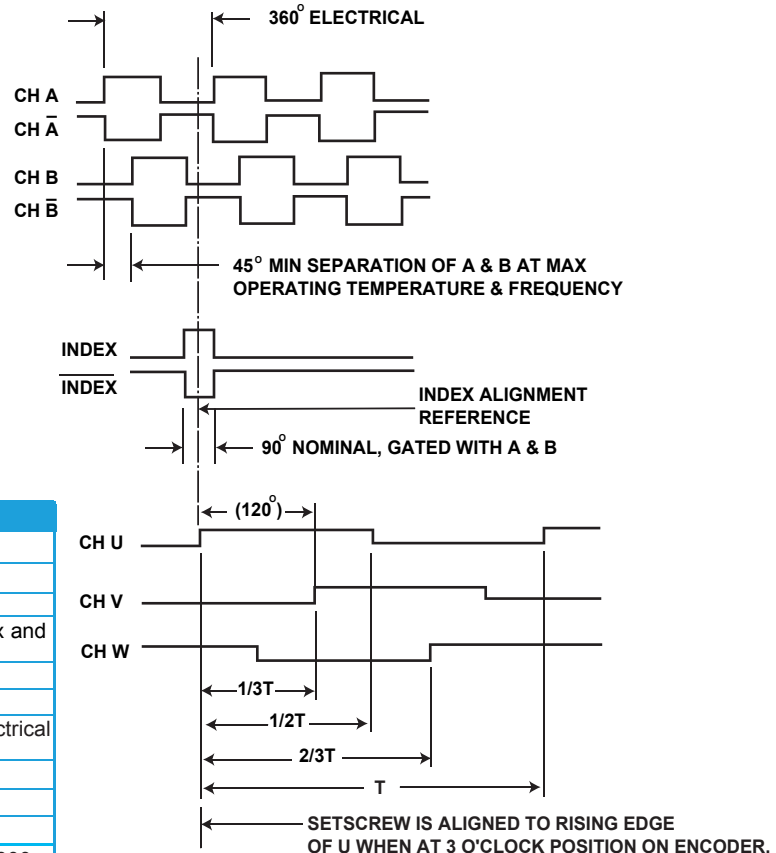 360° ELECTRICAL
CH A
CH A̅
CH B
CH B̅
45° MIN SEPARATION OF A & B AT MAX
OPERATING TEMPERATURE & FREQUENCY
INDEX
I̅N̅D̅E̅X̅
INDEX ALIGNMENT
REFERENCE
90° NOMINAL, GATED WITH A & B
(120°)
CH U
CH V
x and
CH W
1/3T
ctrical
1/2T
2/3T
T
SETSCREW IS ALIGNED TO RISING EDGE
OF U WHEN AT 3 O'CLOCK POSITION ON ENCODER.